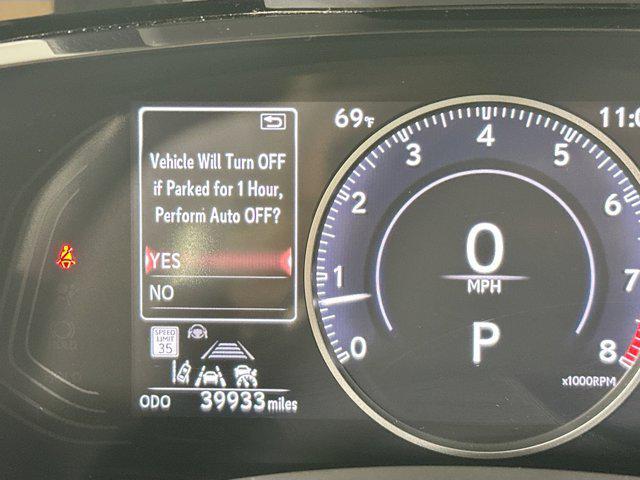 69°F
11:0
Vehicle Will Turn OFF
if Parked for 1 Hour,
Perform Auto OFF?
YES
NO
SPEED
LIMIT
35
ODO 39933 miles
0
1
2
3
4
5
6
7
8
0
MPH
P
x1000RPM